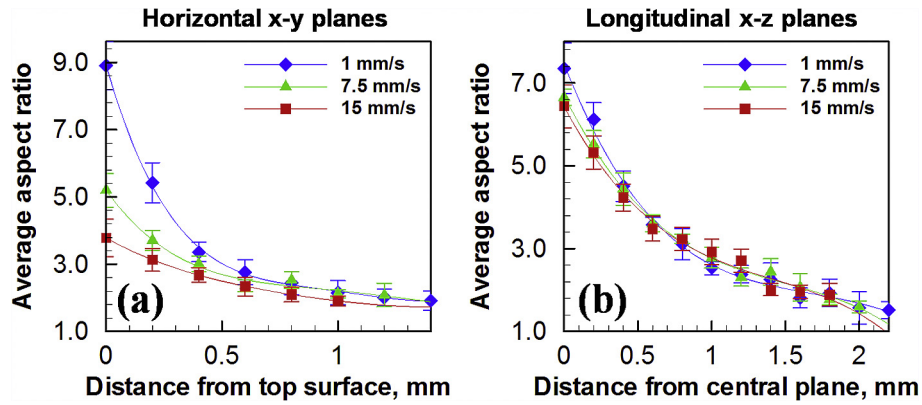 Horizontal x-y planes
Average aspect ratio
9.0
7.0
5.0
3.0
1.0
1 mm/s
7.5 mm/s
15 mm/s
(a)
0
0.5
1
Distance from top surface, mm
Longitudinal x-z planes
Average aspect ratio
7.0
5.0
3.0
1.0
1 mm/s
7.5 mm/s
15 mm/s
(b)
0
0.5
1
1.5
2
Distance from central plane, mm